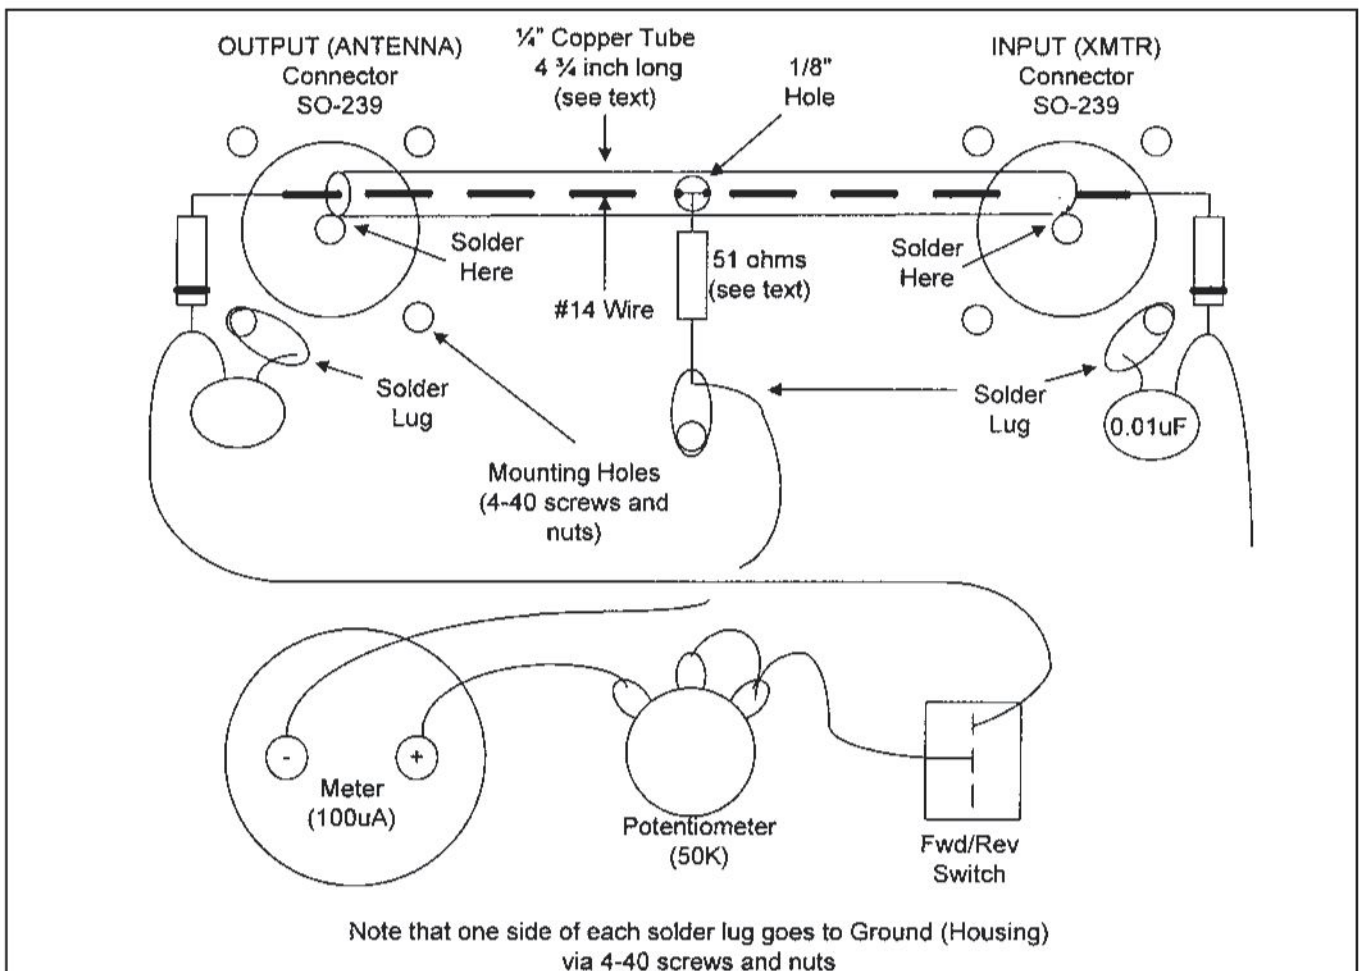 OUTPUT (ANTENNA)
Connector
SO-239
¼" Copper Tube
4 ¾ inch long
(see text)
1/8"
Hole
INPUT (XMTR)
Connector
SO-239
Solder
Here
#14 Wire
51 ohms
(see text)
Solder
Here
Solder
Lug
Solder
Lug
0.01uF
Mounting Holes
(4-40 screws and
nuts)
-
+
Meter
(100uA)
Potentiometer
(50K)
Fwd/Rev
Switch
Note that one side of each solder lug goes to Ground (Housing)
via 4-40 screws and nuts